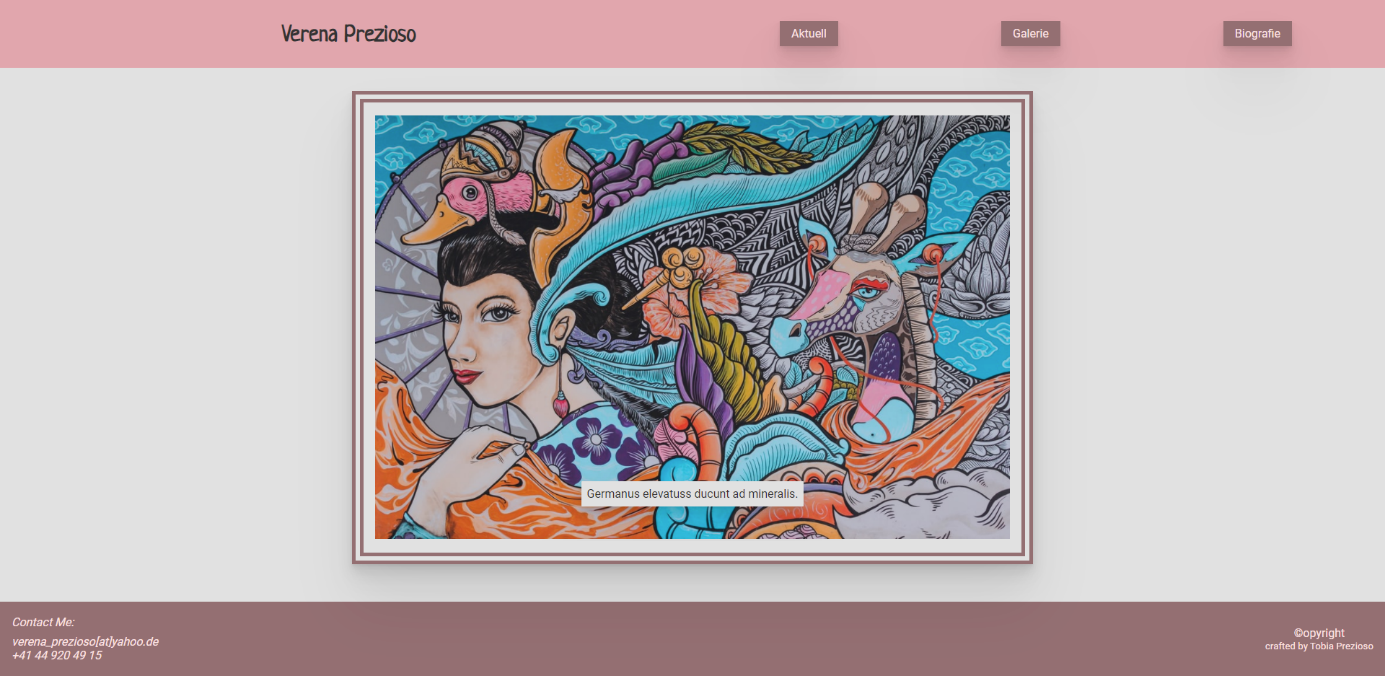 Verena Prezioso
Aktuell
Galerie
Biografie
Germanus elevatuss ducunt ad mineralis.
Contact Me:
verena_prezioso[at]yahoo.de
+41 44 920 49 15
©opyright
crafted by Tobia Prezioso